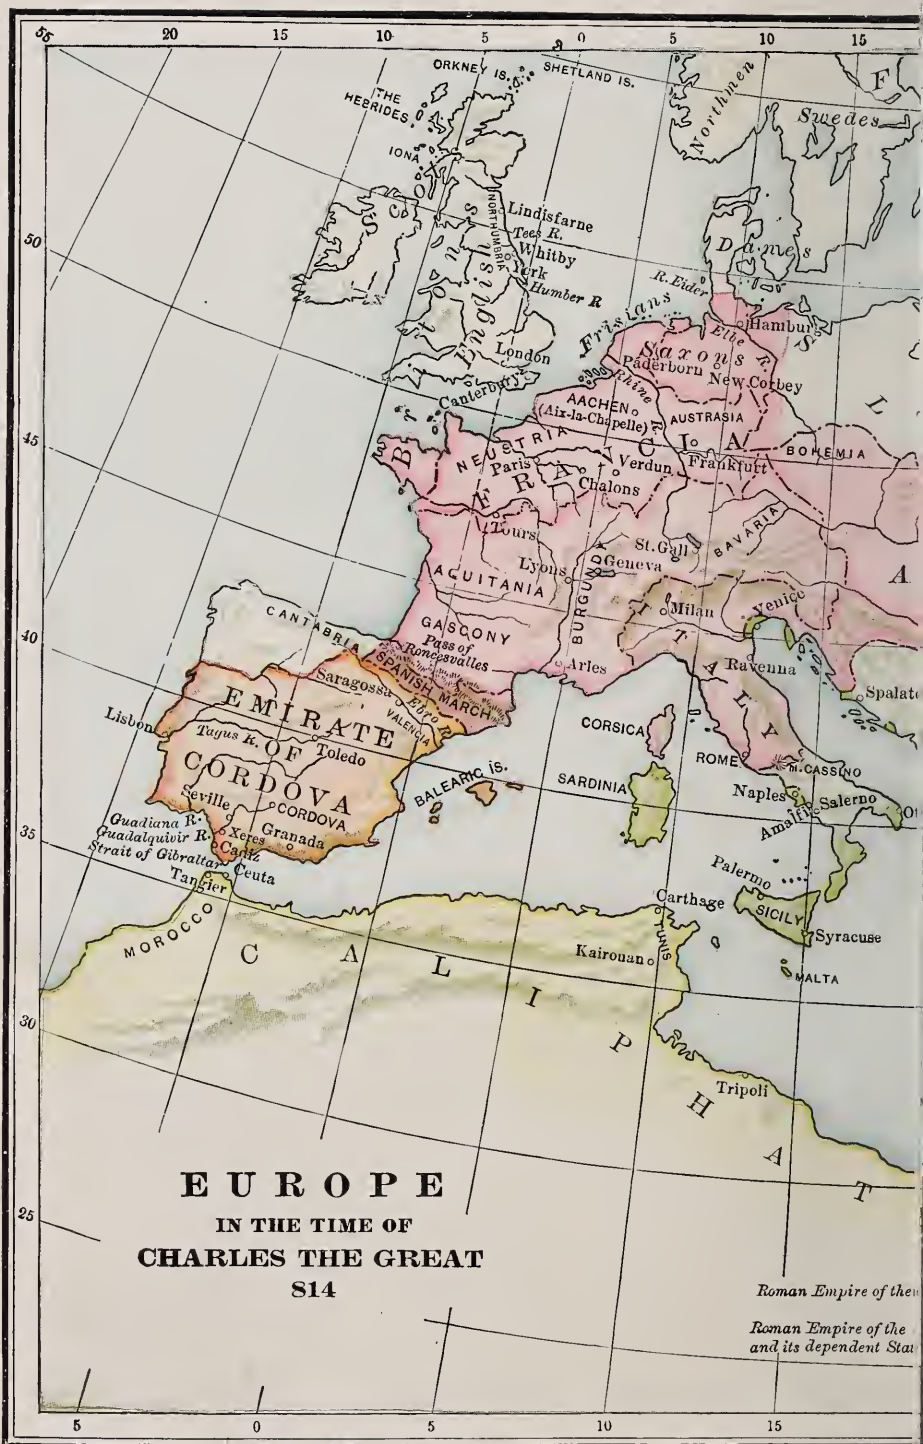 55
20
15
10
5
0
5
10
15
ORKNEY IS.
SHETLAND IS.
THE
HEBRIDES
IONA
Northmen
Swedes
F
Scots
NORTHUMBRIA
Lindisfarne
Tees R.
Whitby
York
Humber R
Britons
English
London
Canterbury
Danes
R. Eider
Frisians
Hambur
Elbe R.
Saxons
Paderborn
New Corbey
Rhine
L
50
45
40
35
30
25
AACHEN
(Aix-la-Chapelle)
AUSTRASIA
NEUSTRIA
FRANCIA
Paris
Verdun
Frankfurt
Chalons
BOHEMIA
Tours
St.Gall
BAVARIA
Lyons
Geneva
BURGUNDY
AQUITANIA
A
Milan
Venice
ITALY
GASCONY
Pass of
Roncesvalles
CANTABRIA
SPANISH MARCH
Arles
Ravenna
Saragossa
Ebro R.
VALENCIA
Spalato
EMIRATE
OF
CORDOVA
Lisbon
Tagus R.
Toledo
CORSICA
ROME
M.CASSINO
BALEARIC IS.
SARDINIA
Naples
Salerno
Amalfi
Seville
CORDOVA
Guadiana R.
Xeres
Granada
Guadalquivir R.
Cadiz
Strait of Gibraltar
Ceuta
Tangier
MOROCCO
Palermo
Carthage
SICILY
TUNIS
Syracuse
Kairouan
MALTA
CALIPHAT
Tripoli
EUROPE
IN THE TIME OF
CHARLES THE GREAT
814
Roman Empire of the
Roman Empire of the
and its dependent Stat
5
0
5
10
15